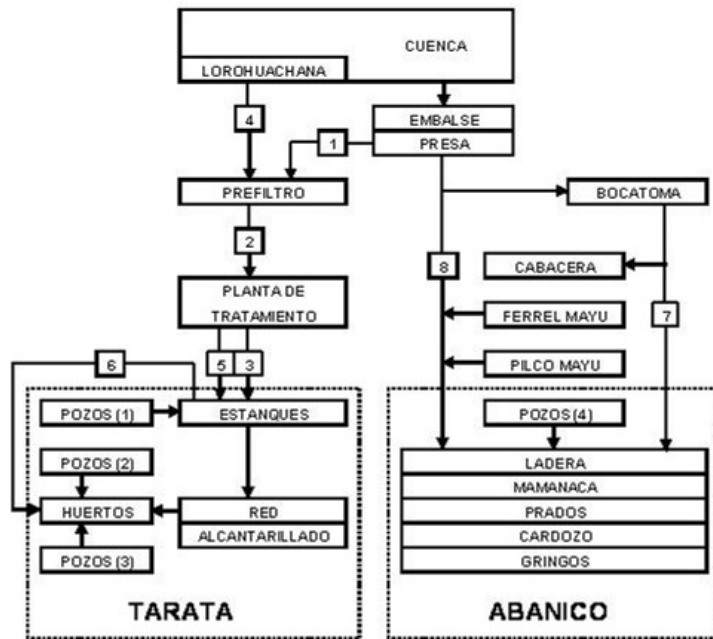 CUENCA
LOROHUACHANA
4
EMBALSE
1
PRESA
PREFILTRO
BOCATOMA
2
8
CABACERA
PLANTA DE
TRATAMIENTO
FERREL MAYU
7
6
5
3
PILCO MAYU
POZOS (1)
ESTANQUES
POZOS (4)
POZOS (2)
LADERA
MAMANACA
HUERTOS
RED
PRADOS
ALCANTARILLADO
CARDOZO
POZOS (3)
GRINGOS
TARATA
ABANICO